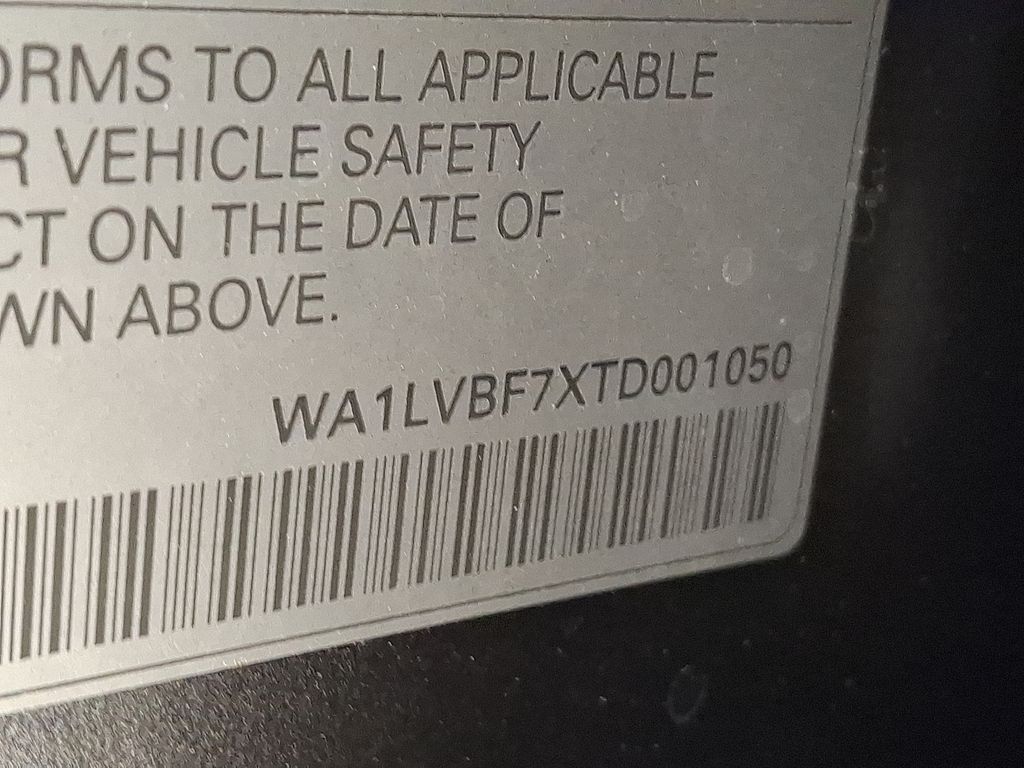 ORMS TO ALL APPLICABLE
R VEHICLE SAFETY
CT ON THE DATE OF
WN ABOVE.
WA1LVBF7XTD001050